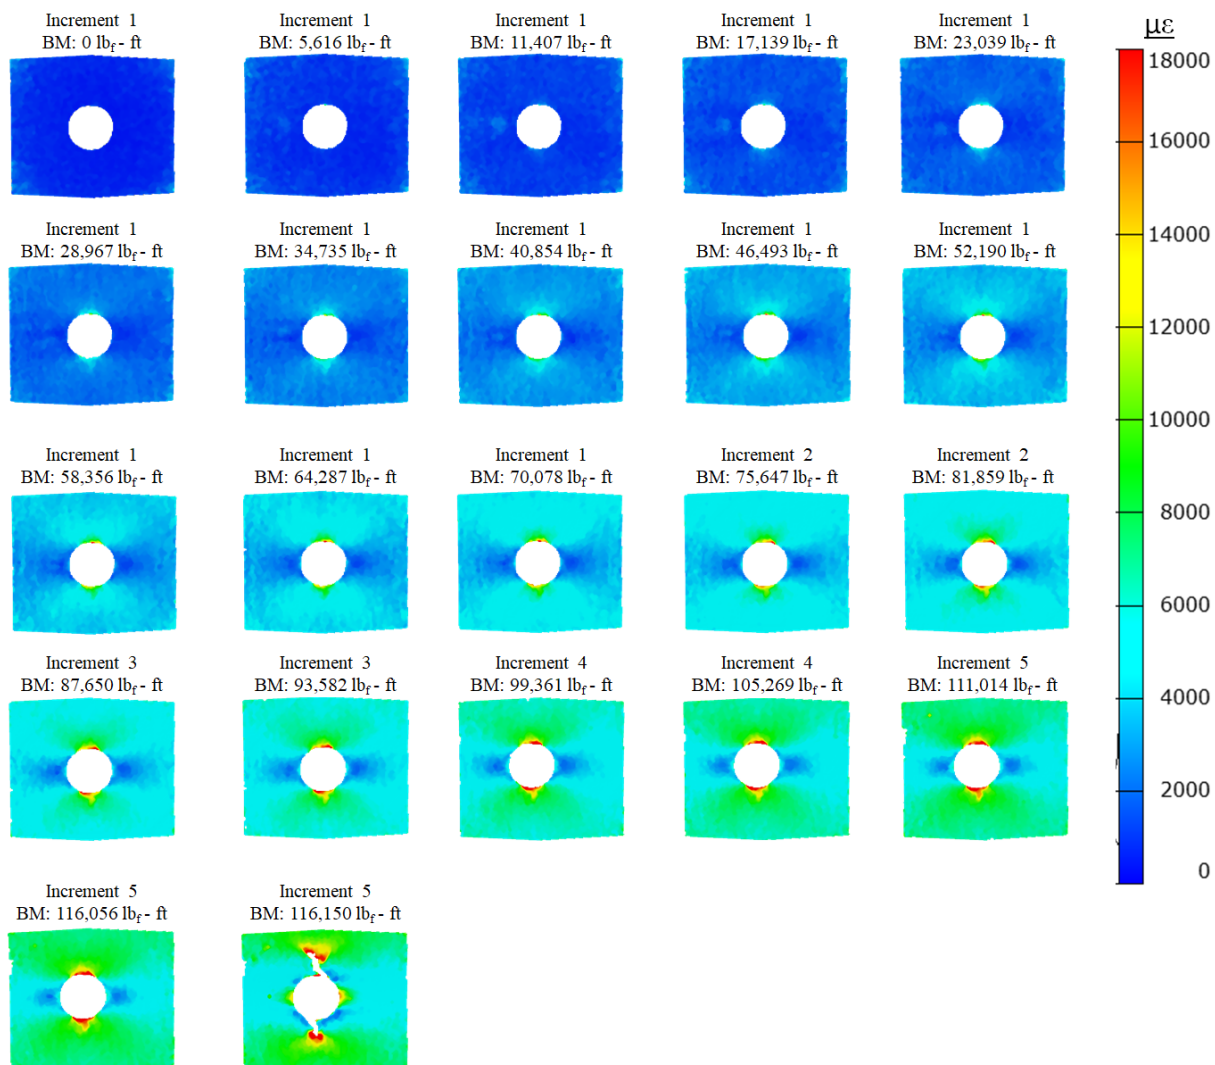 Increment 1
BM: 0 lbf - ft
Increment 1
BM: 5,616 lbf - ft
Increment 1
BM: 11,407 lbf - ft
Increment 1
BM: 17,139 lbf - ft
Increment 1
BM: 23,039 lbf - ft
Increment 1
BM: 28,967 lbf - ft
Increment 1
BM: 34,735 lbf - ft
Increment 1
BM: 40,854 lbf - ft
Increment 1
BM: 46,493 lbf - ft
Increment 1
BM: 52,190 lbf - ft
Increment 1
BM: 58,356 lbf - ft
Increment 1
BM: 64,287 lbf - ft
Increment 1
BM: 70,078 lbf - ft
Increment 2
BM: 75,647 lbf - ft
Increment 2
BM: 81,859 lbf - ft
Increment 3
BM: 87,650 lbf - ft
Increment 3
BM: 93,582 lbf - ft
Increment 4
BM: 99,361 lbf - ft
Increment 4
BM: 105,269 lbf - ft
Increment 5
BM: 111,014 lbf - ft
Increment 5
BM: 116,056 lbf - ft
Increment 5
BM: 116,150 lbf - ft
με
18000
16000
14000
12000
10000
8000
6000
4000
2000
0